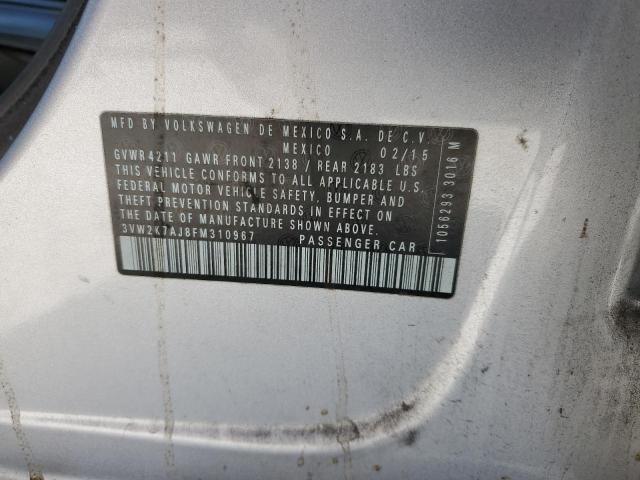 MFD BY VOLKSWAGEN DE MEXICO S.A. DE C.V.
MEXICO 02/15
GVWR 4211 GAWR FRONT 2138 / REAR 2183 LBS
THIS VEHICLE CONFORMS TO ALL APPLICABLE U.S.
FEDERAL MOTOR VEHICLE SAFETY, BUMPER AND
THEFT PREVENTION STANDARDS IN EFFECT ON
THE DATE OF MANUFACTURE SHOWN ABOVE.
3VW2K7AJ8FM310967 PASSENGER CAR
1056293 3016 M